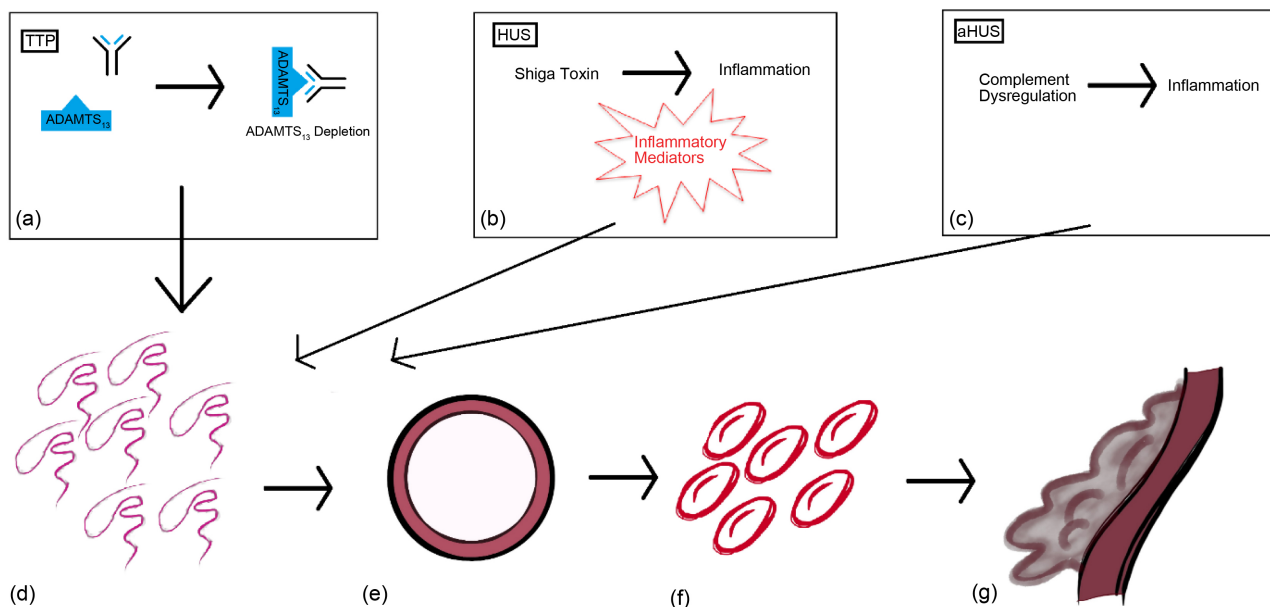 TTP
ADAMTS₁₃
ADAMTS₁₃
ADAMTS₁₃ Depletion
(a)
HUS
Shiga Toxin
Inflammation
Inflammatory
Mediators
(b)
aHUS
Complement
Dysregulation
Inflammation
(c)
(d)
(e)
(f)
(g)